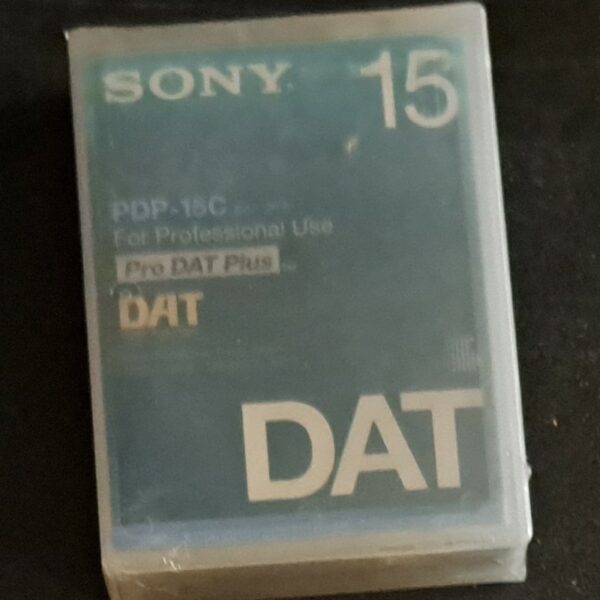 SONY 15
PDP-15C
For Professional Use
Pro DAT Plus
DAT
DAT